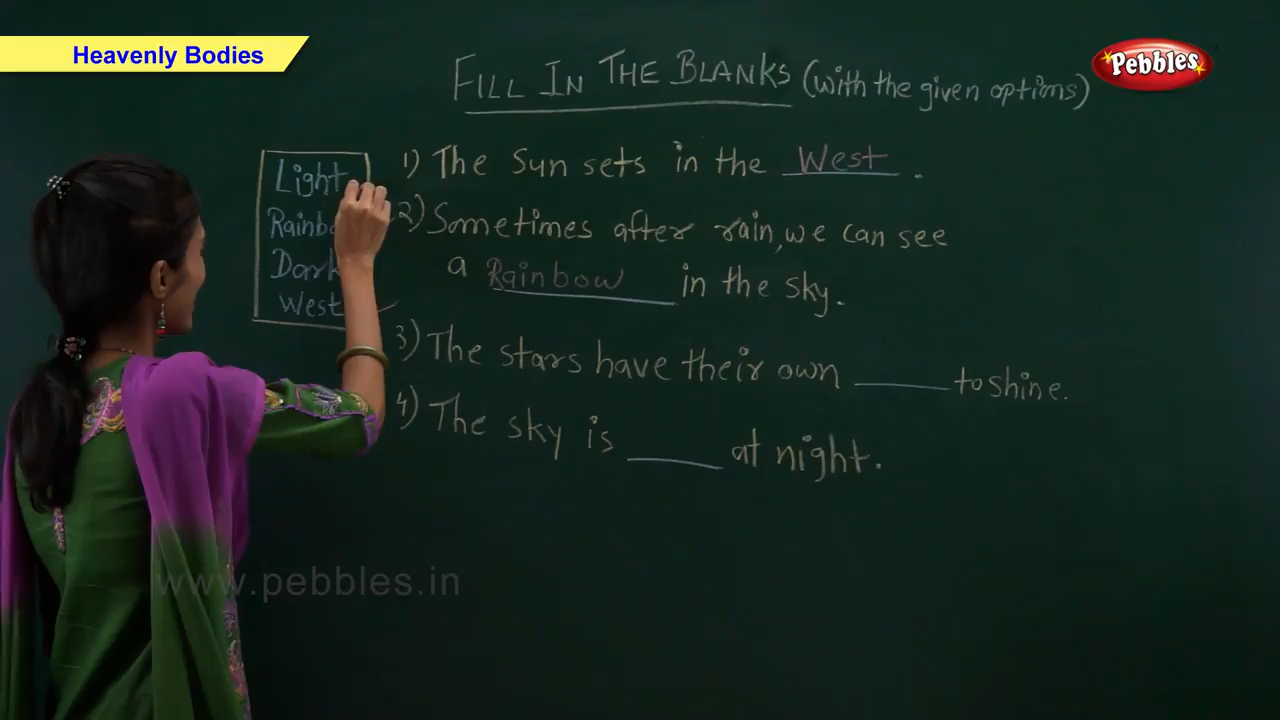 Heavenly Bodies
Pebbles
FILL IN THE BLANKS (with the given options)
Light
Rainbo
Dark
West
1) The Sun sets in the West.
2) Sometimes after rain, we can see
a Rainbow in the sky.
3) The stars have their own ____ to shine.
4) The sky is ____ at night.
www.pebbles.in